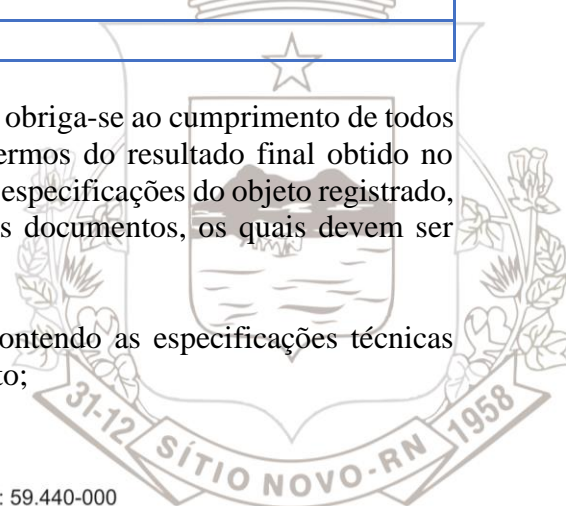 obriga-se ao cumprimento de todos
ermos do resultado final obtido no
especificações do objeto registrado,
s documentos, os quais devem ser
ontendo as especificações técnicas
to;
31-12 SÍTIO NOVO-RN 1958
: 59.440-000